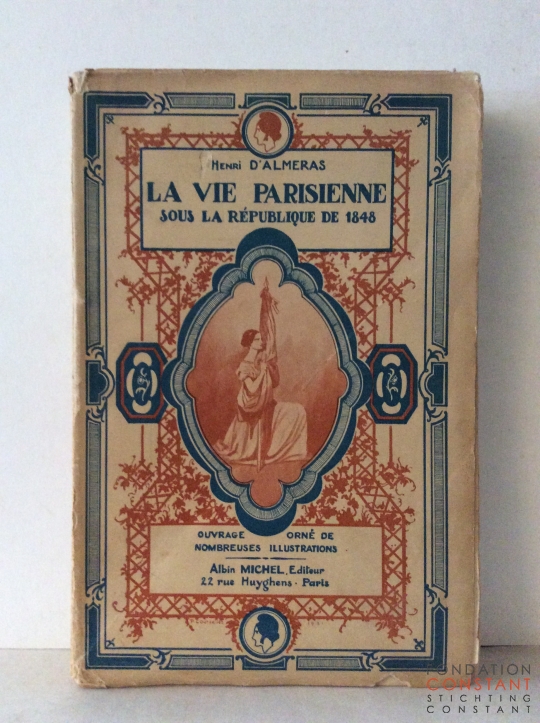 Henri D'ALMERAS
LA VIE PARISIENNE
SOUS LA RÉPUBLIQUE DE 1848
OUVRAGE ORNÉ DE
NOMBREUSES ILLUSTRATIONS
Albin MICHEL, Editeur
22 rue Huyghens - Paris
FONDATION
CONSTANT
STICHTING
CONSTANT